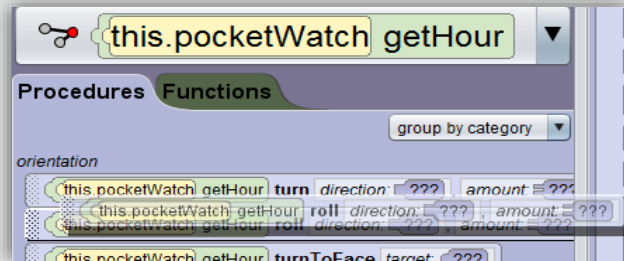 this.pocketWatch getHour
Procedures Functions
group by category
orientation
this.pocketWatch getHour turn direction: ??? , amount: ???
this.pocketWatch getHour roll direction: ??? , amount: ???
this.pocketWatch getHour roll direction: ??? , amount: ???
this.pocketWatch getHour turnToFace target: ???